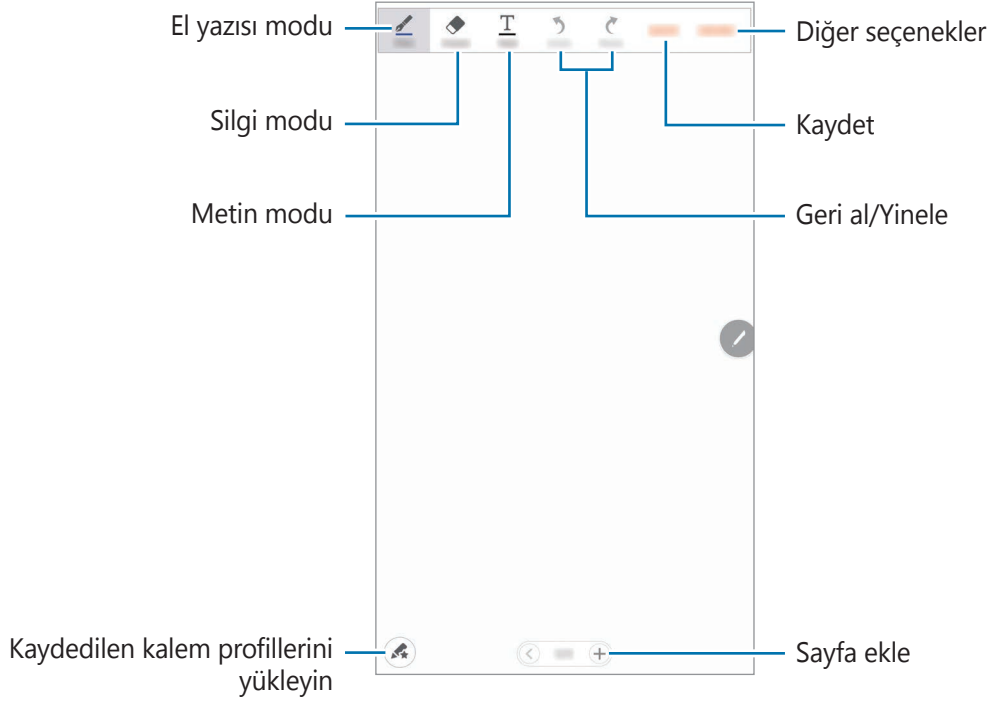 El yazısı modu
Diğer seçenekler
Silgi modu
Kaydet
Metin modu
Geri al/Yinele
Kaydedilen kalem profillerini
yükleyin
Sayfa ekle